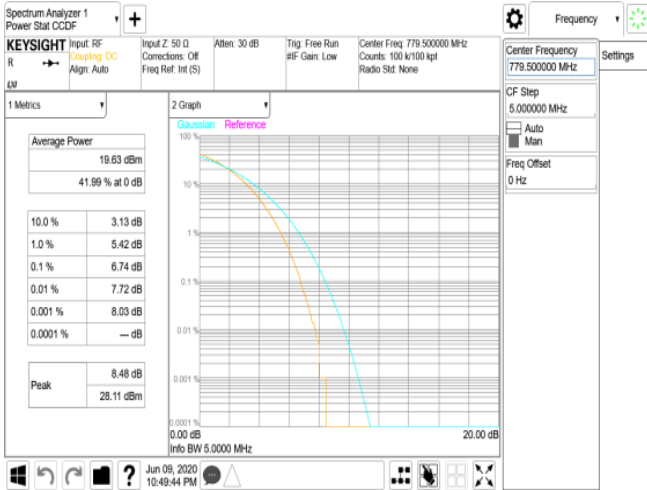 Spectrum Analyzer 1
Power Stat CCDF
Frequency
KEYSIGHT
R
Input: RF
Coupling: DC
Align: Auto
Input Z: 50 Ω
Corrections: Off
Freq Ref: Int (S)
Atten: 30 dB
Trig: Free Run
#IF Gain: Low
Center Freq: 779.500000 MHz
Counts: 100 k/100 kpt
Radio Std: None
Center Frequency
779.500000 MHz
Settings
CF Step
5.000000 MHz
Auto
Man
Freq Offset
0 Hz
1 Metrics
Average Power
19.63 dBm
41.99 % at 0 dB
10.0 % 3.13 dB
1.0 % 5.42 dB
0.1 % 6.74 dB
0.01 % 7.72 dB
0.001 % 8.03 dB
0.0001 % --- dB
Peak
8.48 dB
28.11 dBm
2 Graph
Gaussian Reference
100 %
10 %
1 %
0.1 %
0.01 %
0.001 %
0.0001 %
0.00 dB 20.00 dB
Info BW 5.0000 MHz
?
Jun 09, 2020
10:49:44 PM